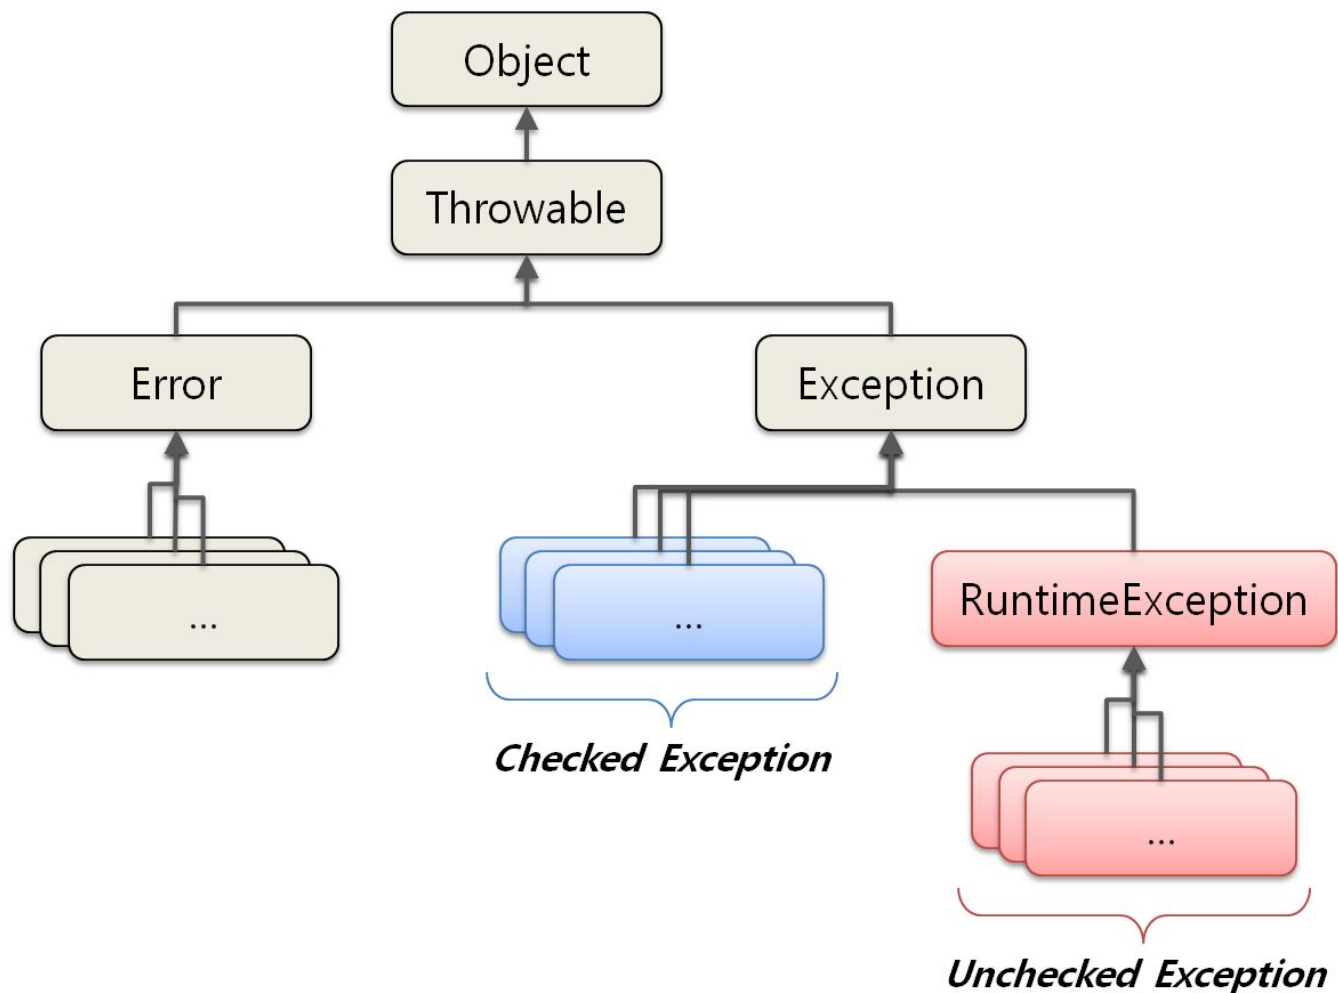 Object
Throwable
Error
Exception
...
...
RuntimeException
Checked Exception
...
Unchecked Exception